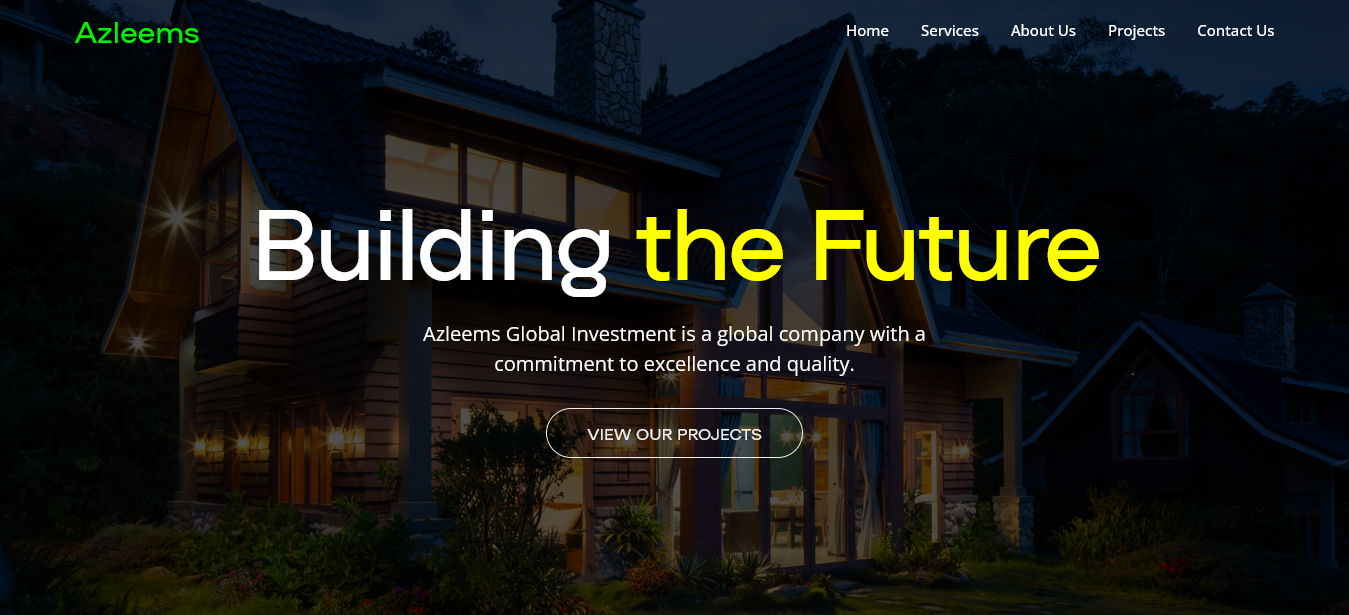 Azleems
Home Services About Us Projects Contact Us
Building the Future
Azleems Global Investment is a global company with a
commitment to excellence and quality.
VIEW OUR PROJECTS